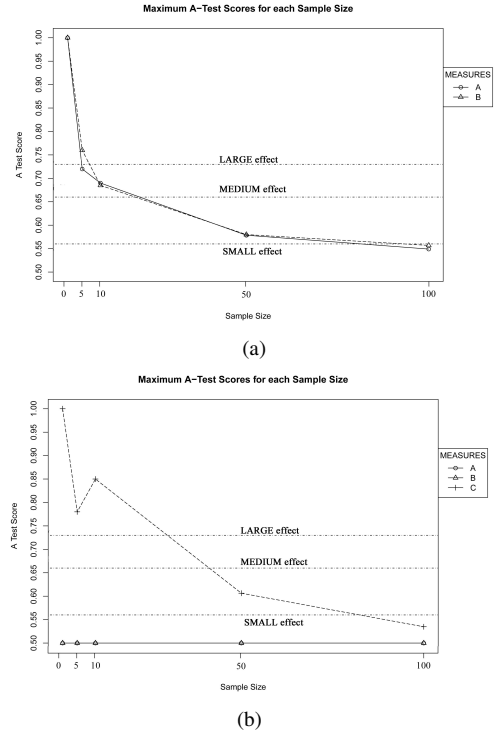 Maximum A−Test Scores for each Sample Size
A Test Score
1.00
0.95
0.90
0.85
0.80
0.75
0.70
0.65
0.60
0.55
0.50
LARGE effect
MEDIUM effect
SMALL effect
MEASURES
A
B
0 5 10 50 100
Sample Size
(a)
Maximum A−Test Scores for each Sample Size
A Test Score
1.00
0.95
0.90
0.85
0.80
0.75
0.70
0.65
0.60
0.55
0.50
LARGE effect
MEDIUM effect
SMALL effect
MEASURES
A
B
C
0 5 10 50 100
Sample Size
(b)